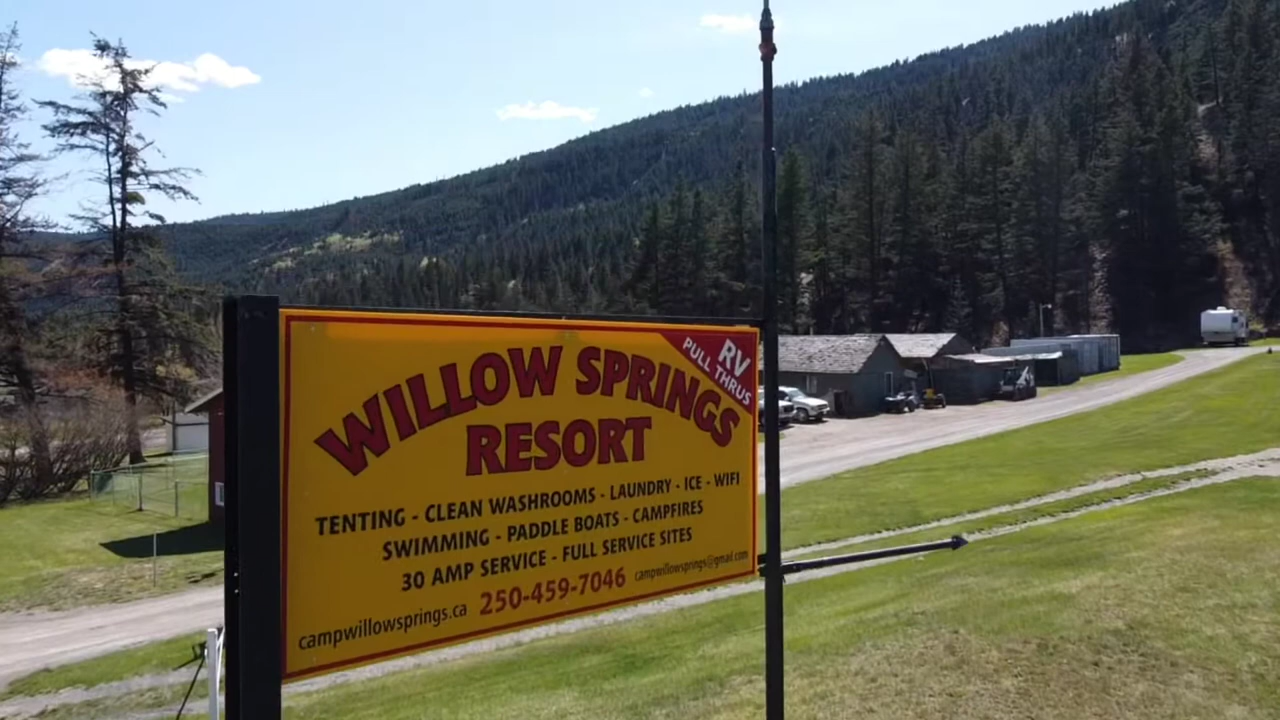 RV
PULL THRUS
WILLOW SPRINGS
RESORT
TENTING - CLEAN WASHROOMS - LAUNDRY - ICE - WIFI
SWIMMING - PADDLE BOATS - CAMPFIRES
30 AMP SERVICE - FULL SERVICE SITES
campwillowsprings.ca 250-459-7046 campwillowsprings@gmail.com